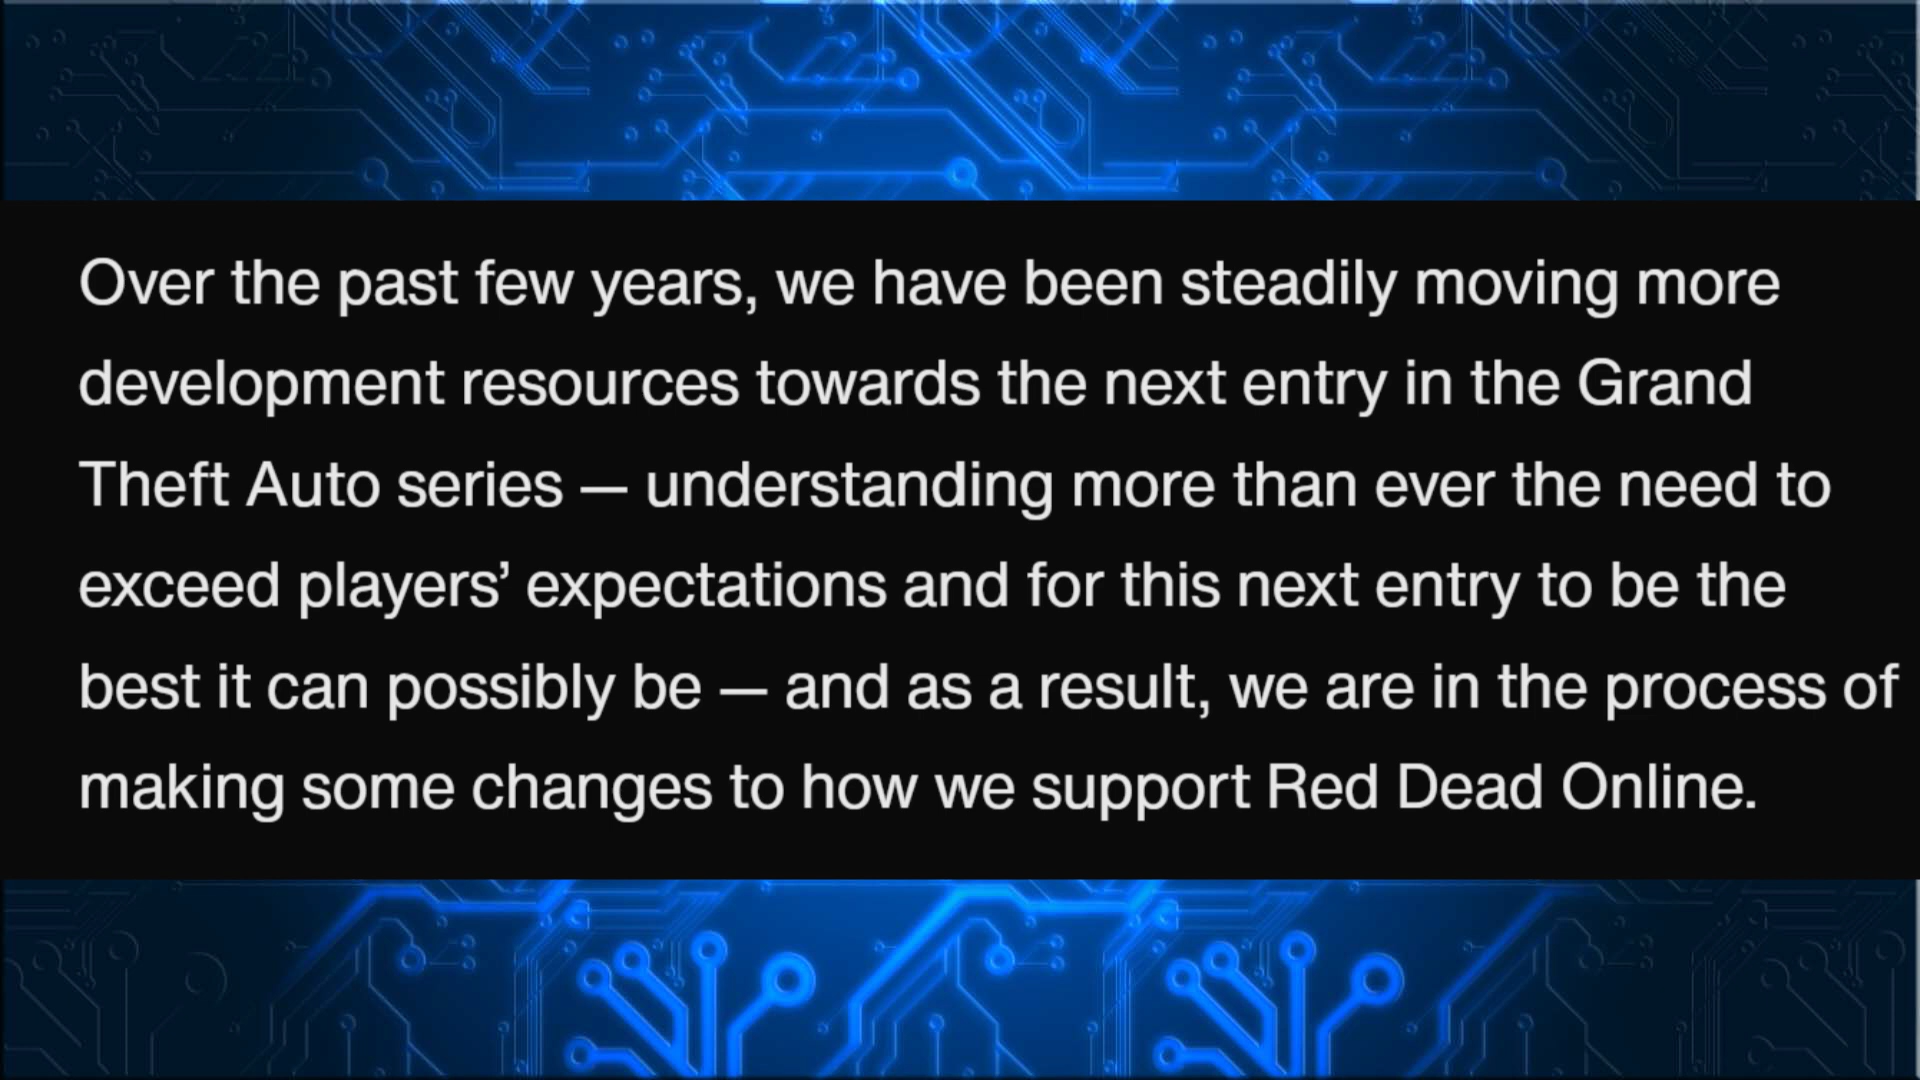 Over the past few years, we have been steadily moving more
development resources towards the next entry in the Grand
Theft Auto series — understanding more than ever the need to
exceed players’ expectations and for this next entry to be the
best it can possibly be — and as a result, we are in the process of
making some changes to how we support Red Dead Online.